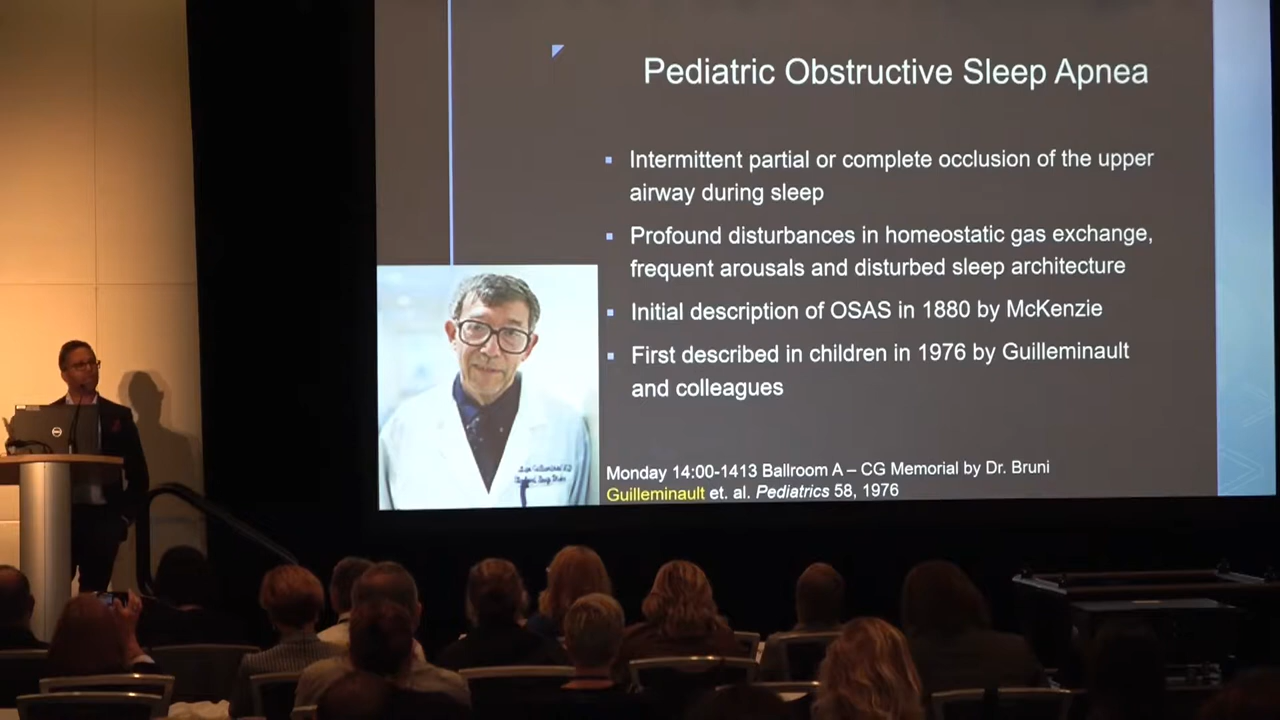 Pediatric Obstructive Sleep Apnea
Intermittent partial or complete occlusion of the upper
airway during sleep
Profound disturbances in homeostatic gas exchange,
frequent arousals and disturbed sleep architecture
Initial description of OSAS in 1880 by McKenzie
First described in children in 1976 by Guilleminault
and colleagues
Monday 14:00-1413 Ballroom A – CG Memorial by Dr. Bruni
Guilleminault et. al. Pediatrics 58, 1976